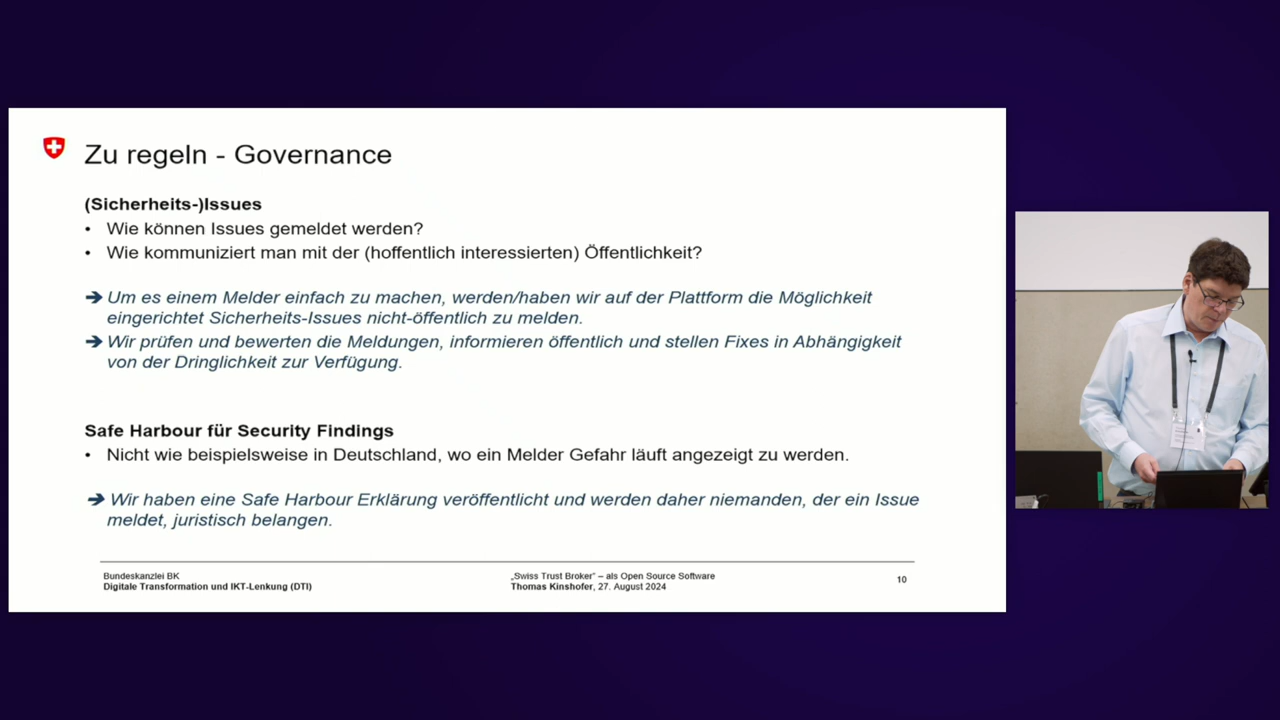 Zu regeln - Governance
(Sicherheits-)Issues
• Wie können Issues gemeldet werden?
• Wie kommuniziert man mit der (hoffentlich interessierten) Öffentlichkeit?
➔ Um es einem Melder einfach zu machen, werden/haben wir auf der Plattform die Möglichkeit
eingerichtet Sicherheits-Issues nicht-öffentlich zu melden.
➔ Wir prüfen und bewerten die Meldungen, informieren öffentlich und stellen Fixes in Abhängigkeit
von der Dringlichkeit zur Verfügung.
Safe Harbour für Security Findings
• Nicht wie beispielsweise in Deutschland, wo ein Melder Gefahr läuft angezeigt zu werden.
➔ Wir haben eine Safe Harbour Erklärung veröffentlicht und werden daher niemanden, der ein Issue
meldet, juristisch belangen.
Bundeskanzlei BK
Digitale Transformation und IKT-Lenkung (DTI)
„Swiss Trust Broker" – als Open Source Software
Thomas Kinshofer, 27. August 2024
10